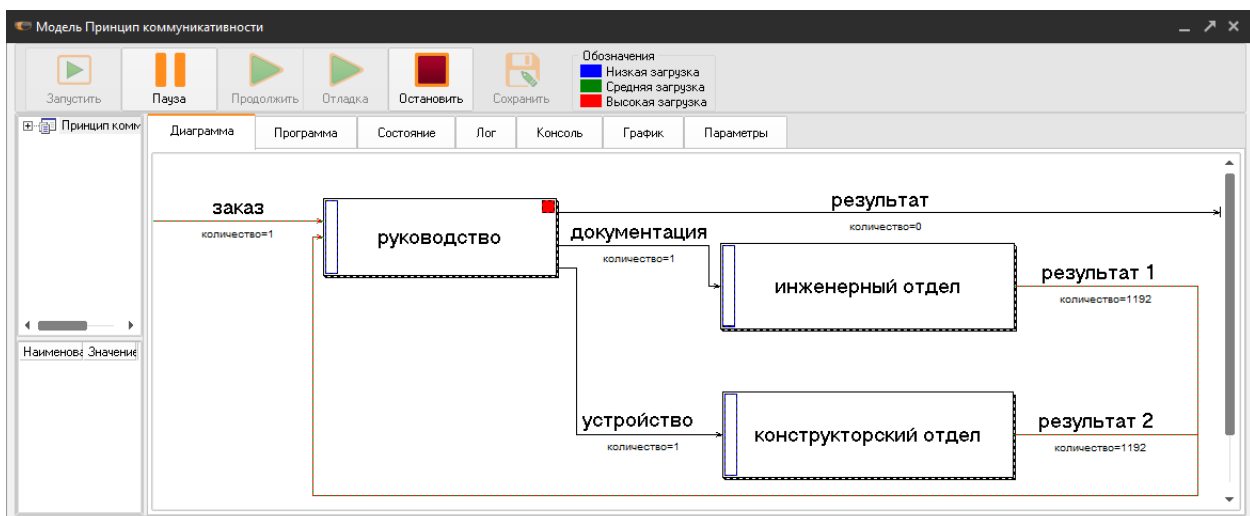 Модель Принцип коммуникативности
Запустить
Пауза
Продолжить
Отладка
Остановить
Сохранить
Обозначения
Низкая загрузка
Средняя загрузка
Высокая загрузка
Принцип комм
Диаграмма
Программа
Состояние
Лог
Консоль
График
Параметры
заказ
количество=1
руководство
результат
количество=0
документация
количество=1
инженерный отдел
результат 1
количество=1192
устройство
количество=1
конструкторский отдел
результат 2
количество=1192
Наименова Значение